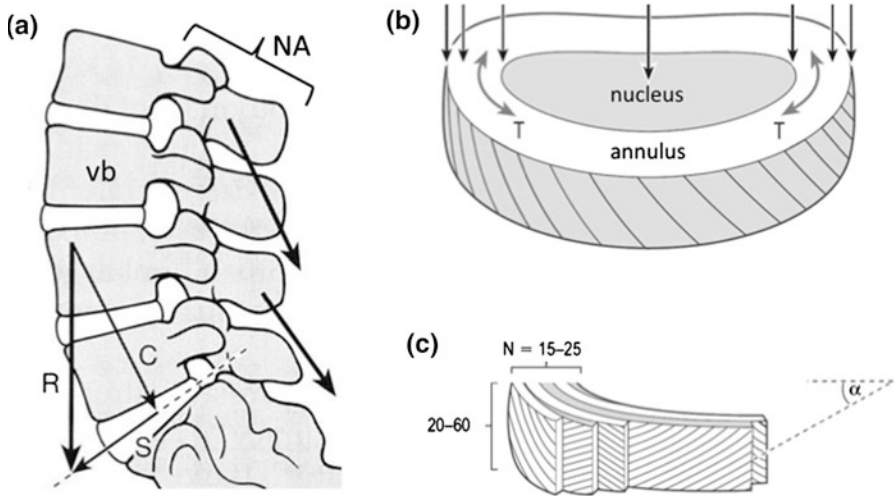 (a)
NA
vb
C
R
S
(b)
nucleus
T
T
annulus
(c)
N = 15–25
20–60
α